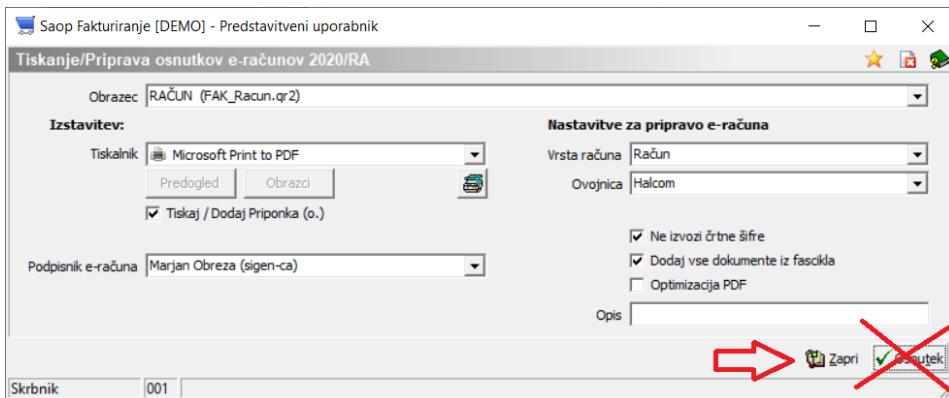 Saop Fakturiranje [DEMO] - Predstavitveni uporabnik
Tiskanje/Priprava osnutkov e-računov 2020/RA
Obrazec RAČUN (FAK_Racun.qr2)
Izstavitev: Nastavitve za pripravo e-računa
Tiskalnik Microsoft Print to PDF Vrsta računa Račun
Predogled Obrazci Ovojnica Halcom
Tiskaj / Dodaj Priponka (o.)
Ne izvozi črtne šifre
Podpisnik e-računa Marjan Obreza (sigen-ca) Dodaj vse dokumente iz fascikla
Optimizacija PDF
Opis
Zapri Osnutek
Skrbnik 001